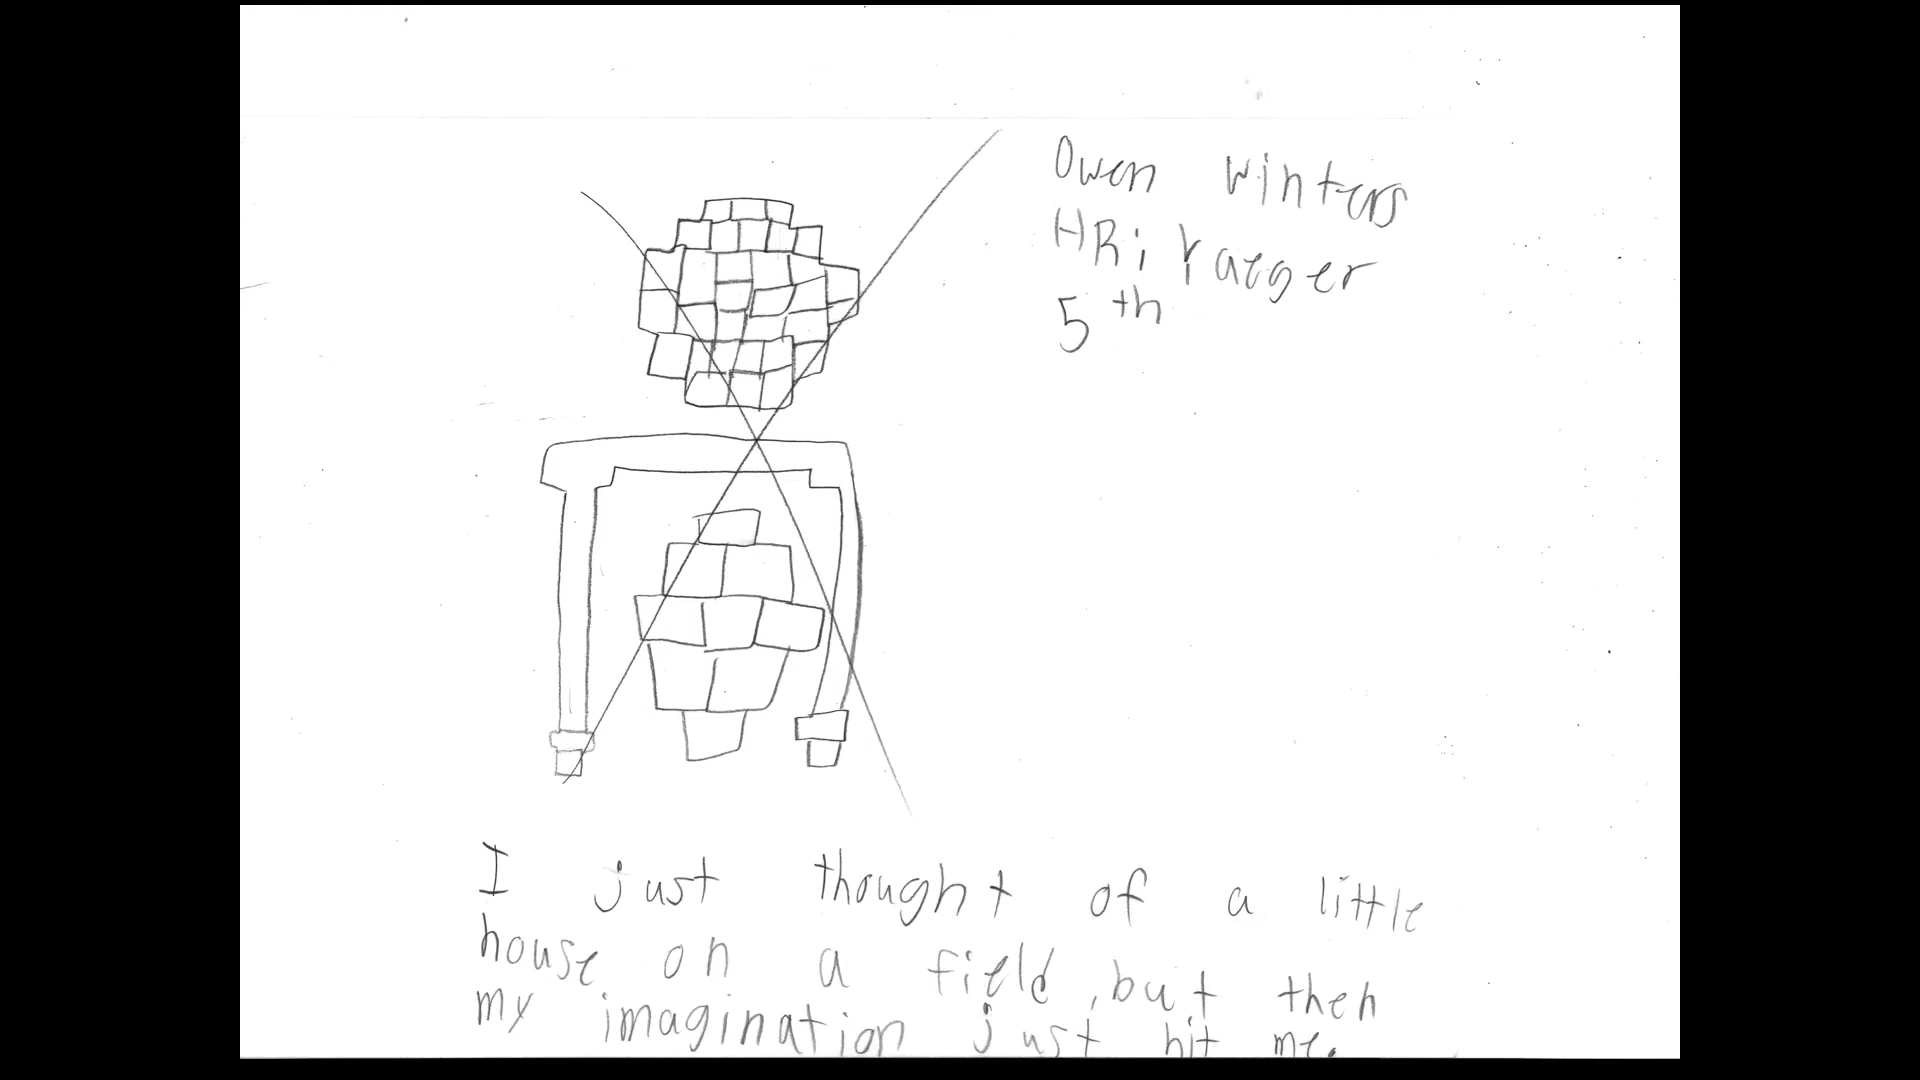 Owen Winters
HR: Yaeger
5th
I just thought of a little
house on a field, but then
my imagination just hit me.